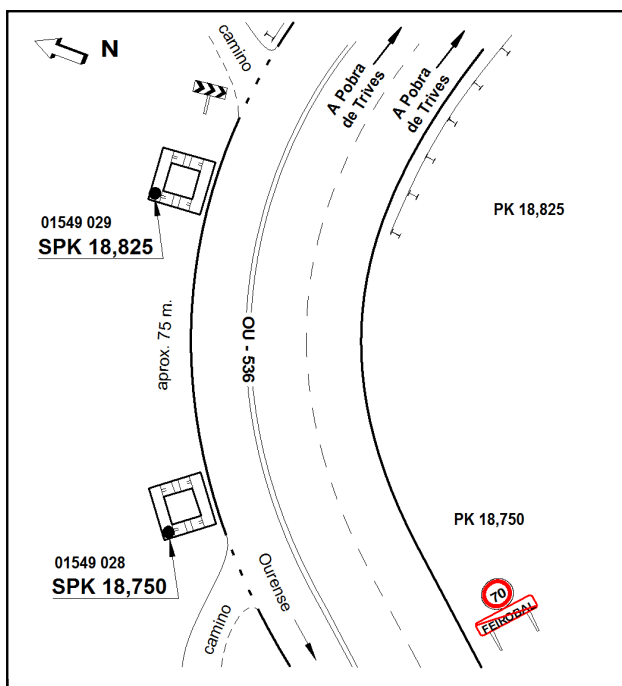 N
camino
A Pobra
de Trives
A Pobra
de Trives
PK 18,825
01549 029
SPK 18,825
aprox. 75 m.
OU - 536
PK 18,750
01549 028
SPK 18,750
Ourense
camino
70
FEIROBAL